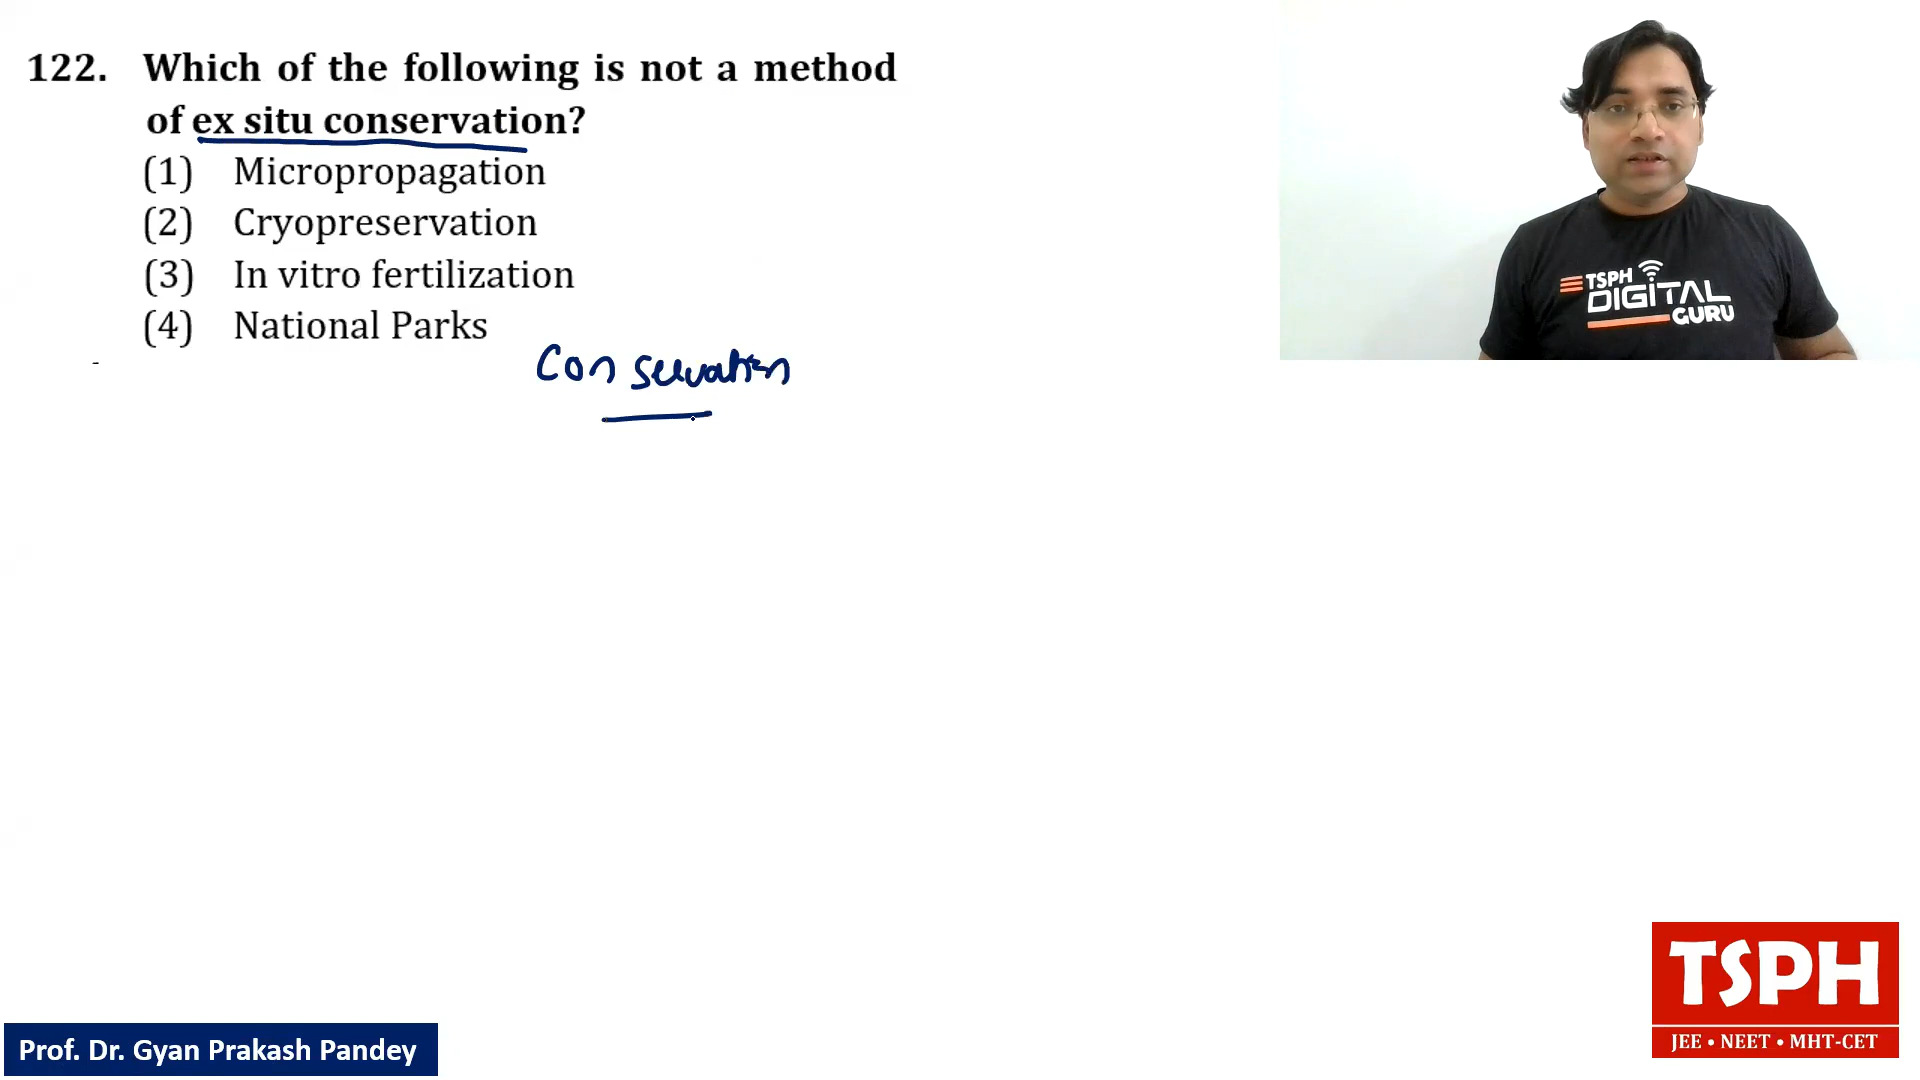 122. Which of the following is not a method
of ex situ conservation?
(1) Micropropagation
(2) Cryopreservation
(3) In vitro fertilization
(4) National Parks
Conservation
TSPH
DIGITAL
GURU
TSPH
JEE • NEET • MHT-CET
Prof. Dr. Gyan Prakash Pandey